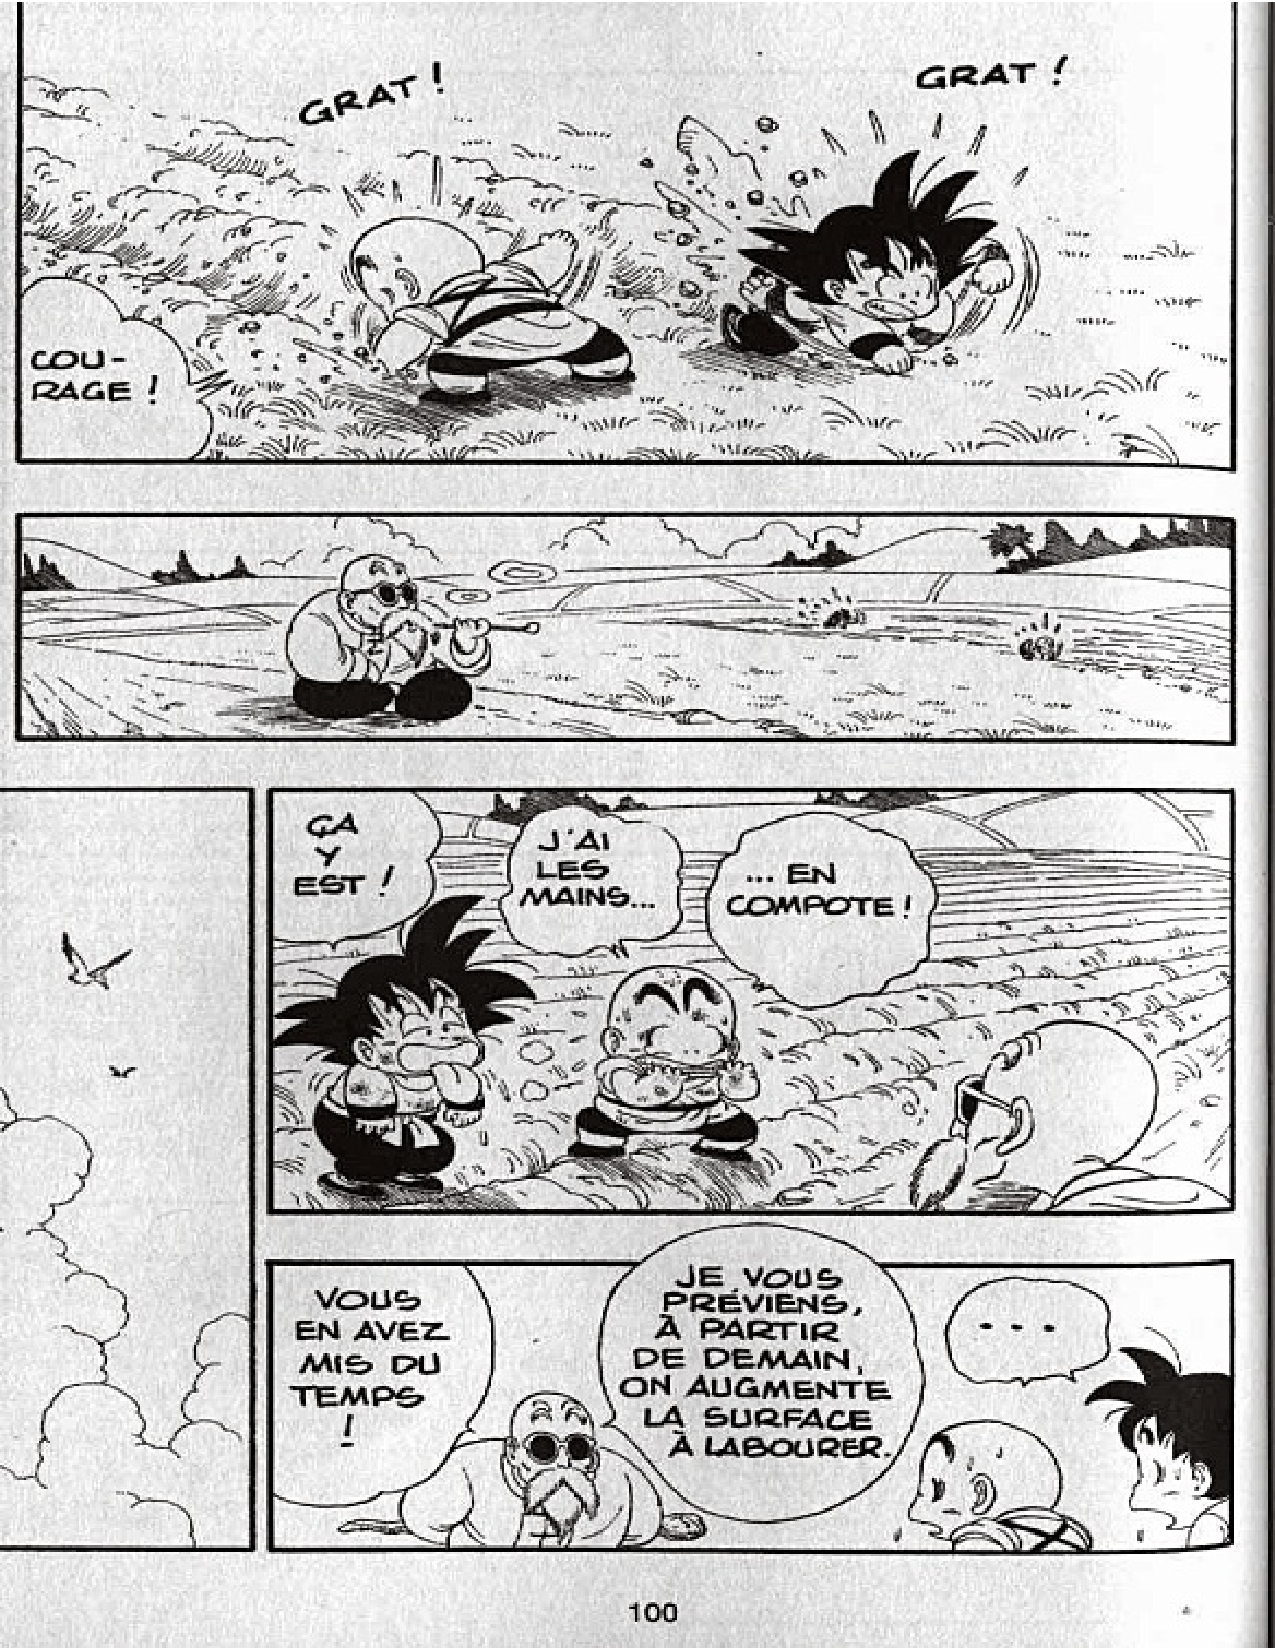 GRAT !
GRAT !
COU-
RAGE !
ÇA
Y
EST !
J'AI
LES
MAINS...
... EN
COMPOTE !
VOUS
EN AVEZ
MIS DU
TEMPS
!
JE VOUS
PRÉVIENS,
À PARTIR
DE DEMAIN,
ON AUGMENTE
LA SURFACE
À LABOURER.
...
100